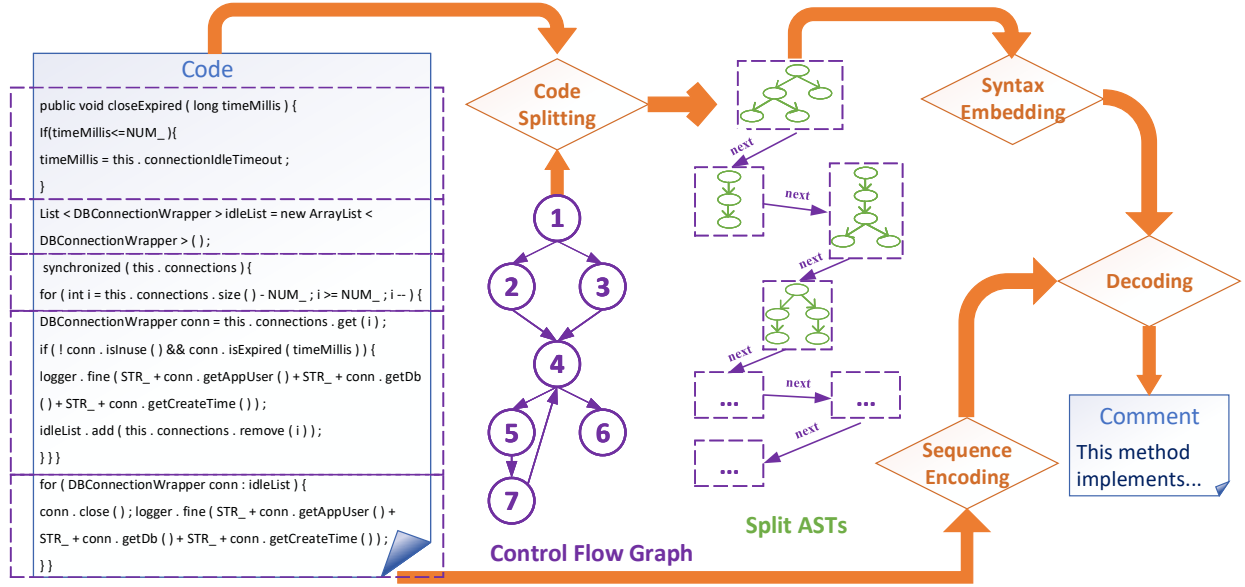 Code
public void closeExpired ( long timeMillis ) {
If(timeMillis<=NUM_ ){
timeMillis = this . connectionIdleTimeout ;
}
List < DBConnectionWrapper > idleList = new ArrayList <
DBConnectionWrapper > ( ) ;
synchronized ( this . connections ) {
for ( int i = this . connections . size ( ) - NUM_ ; i >= NUM_ ; i -- ) {
DBConnectionWrapper conn = this . connections . get ( i ) ;
if ( ! conn . isInuse ( ) && conn . isExpired ( timeMillis ) ) {
logger . fine ( STR_ + conn . getAppUser ( ) + STR_ + conn . getDb
( ) + STR_ + conn . getCreateTime ( ) ) ;
idleList . add ( this . connections . remove ( i ) ) ;
} } }
for ( DBConnectionWrapper conn : idleList ) {
conn . close ( ) ; logger . fine ( STR_ + conn . getAppUser ( ) +
STR_ + conn . getDb ( ) + STR_ + conn . getCreateTime ( ) ) ;
} }
Code
Splitting
1
2
3
4
5
6
7
Control Flow Graph
next
next
next
next
...
next
...
next
...
Split ASTs
Syntax
Embedding
Sequence
Encoding
Decoding
Comment
This method
implements...